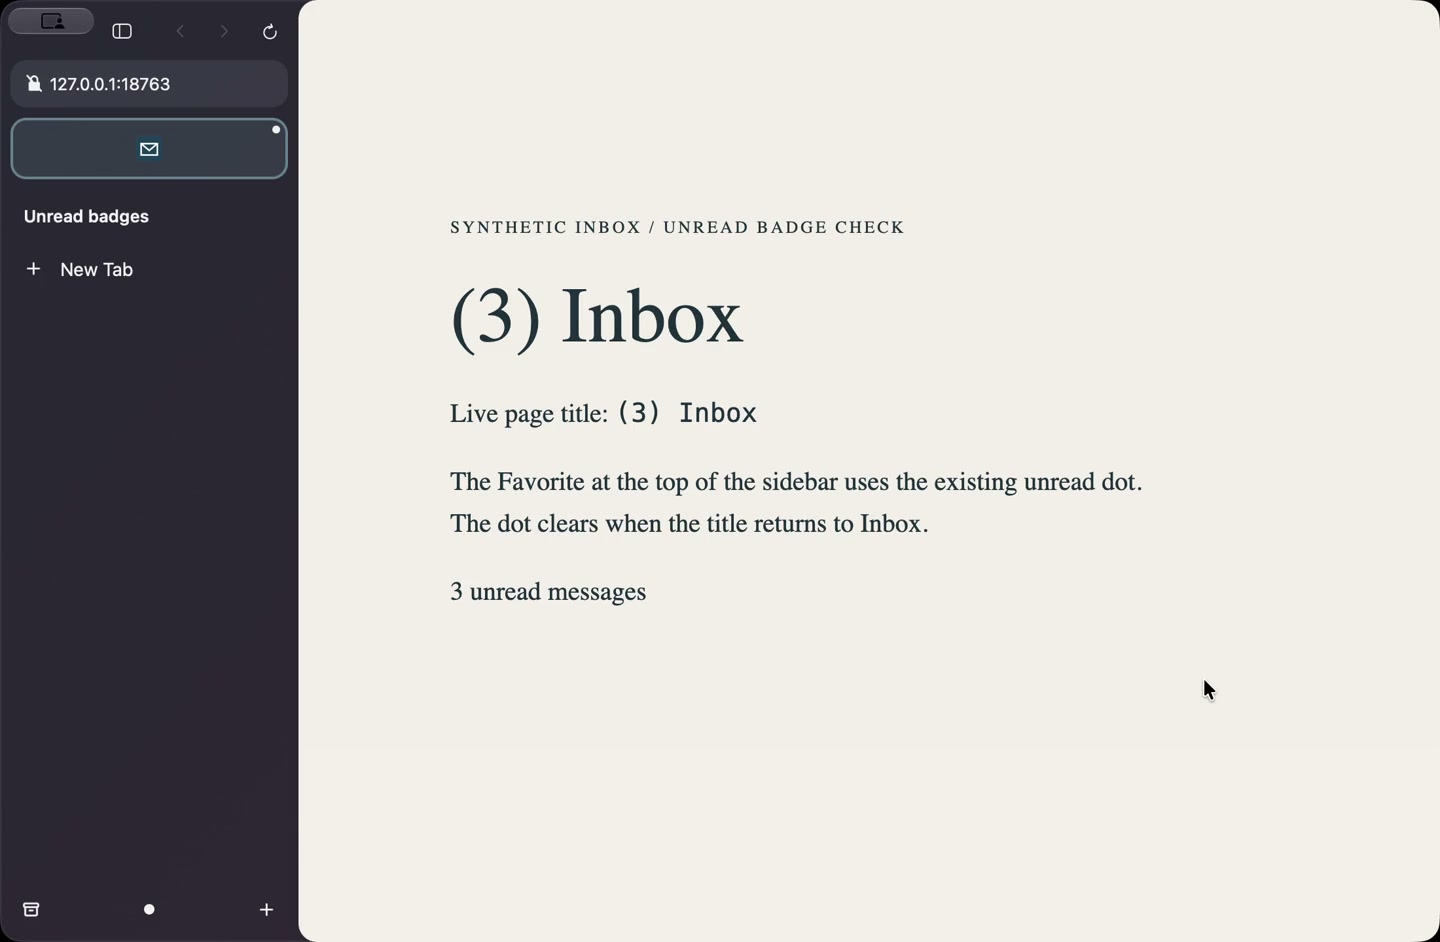 127.0.0.1:18763
Unread badges
New Tab
SYNTHETIC INBOX / UNREAD BADGE CHECK
(3) Inbox
Live page title: (3) Inbox
The Favorite at the top of the sidebar uses the existing unread dot.
The dot clears when the title returns to Inbox.
3 unread messages